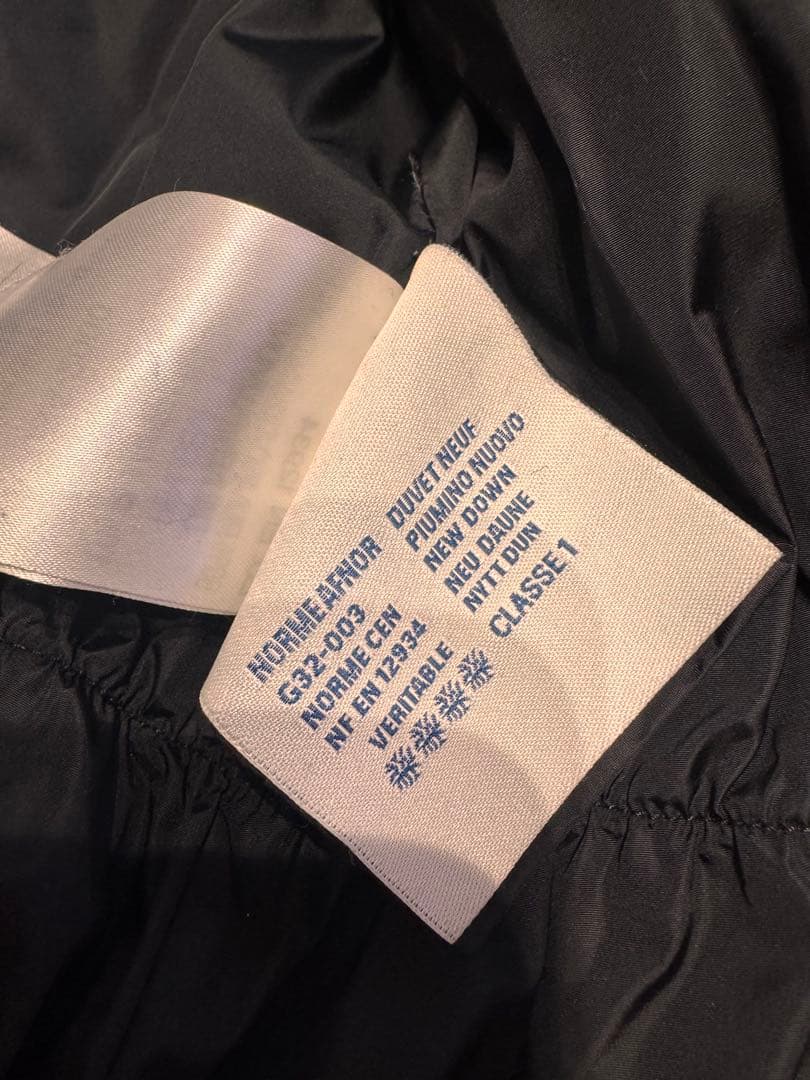 NORME AFNOR
G32-003
NORME CEN
NF EN 12934
VERITABLE
DUVET NEUF
PIUMINO NUOVO
NEW DOWN
NEU DAUNE
NYTT DUN
CLASSE 1